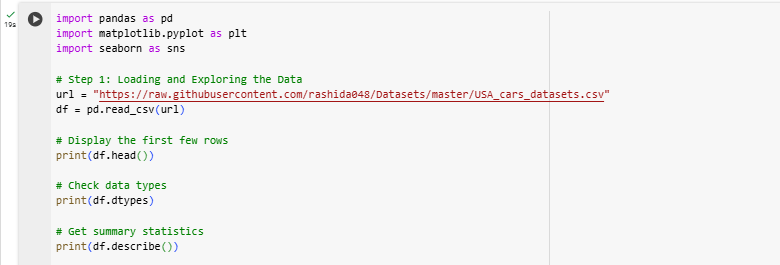 import pandas as pd
19s
import matplotlib.pyplot as plt
import seaborn as sns
# Step 1: Loading and Exploring the Data
url = "https://raw.githubusercontent.com/rashida048/Datasets/master/USA_cars_datasets.csv"
df = pd.read_csv(url)
# Display the first few rows
print(df.head())
# Check data types
print(df.dtypes)
# Get summary statistics
print(df.describe())